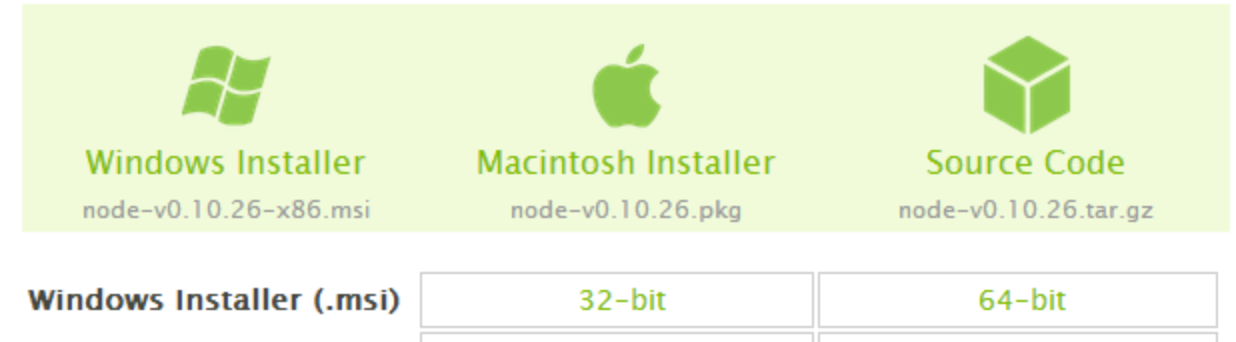 Windows Installer Macintosh Installer Source Code
node-v0.10.26-x86.msi node-v0.10.26.pkg node-v0.10.26.tar.gz
Windows Installer (.msi) 32-bit 64-bit